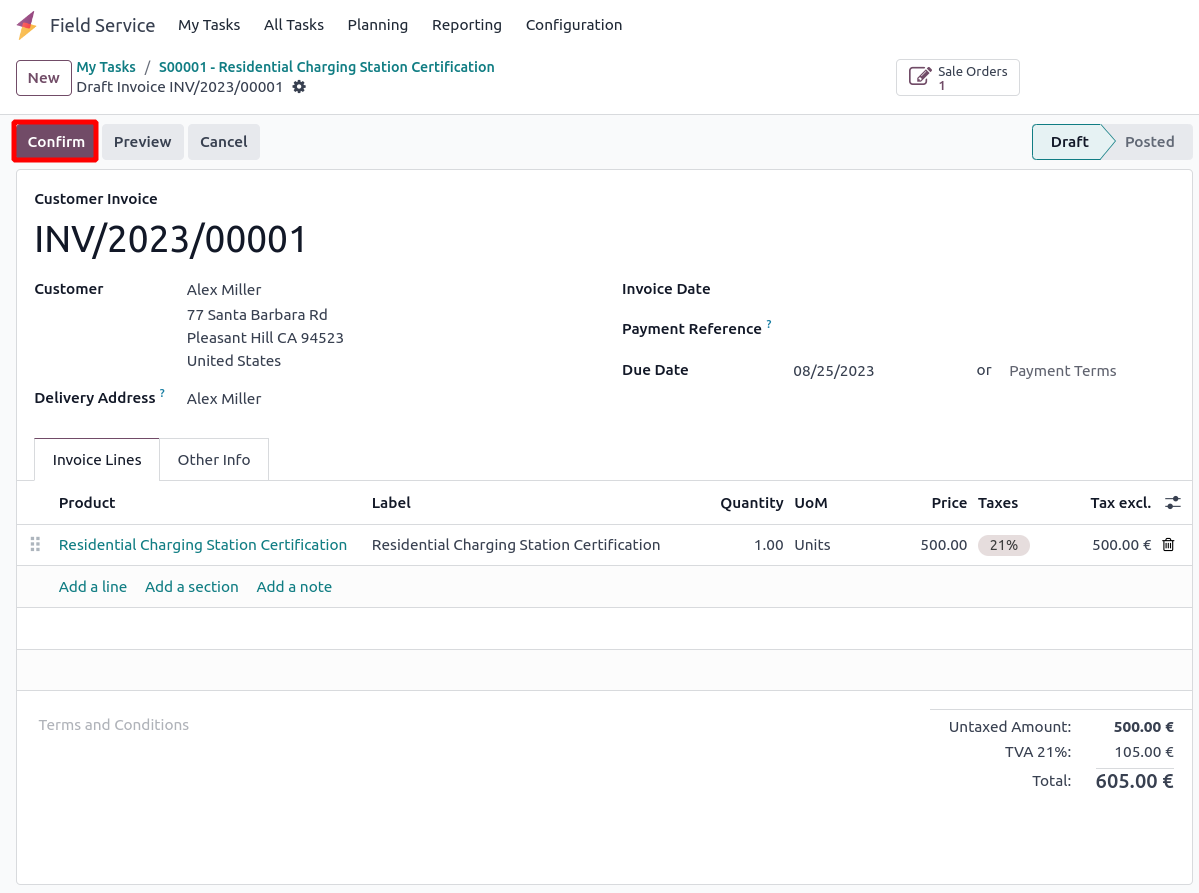 Field Service My Tasks All Tasks Planning Reporting Configuration
New My Tasks / S00001 - Residential Charging Station Certification
Draft Invoice INV/2023/00001
Sale Orders
1
Confirm Preview Cancel Draft Posted
Customer Invoice
INV/2023/00001
Customer Alex Miller
77 Santa Barbara Rd
Pleasant Hill CA 94523
United States
Delivery Address ? Alex Miller
Invoice Date
Payment Reference ?
Due Date 08/25/2023 or Payment Terms
Invoice Lines Other Info
Product Label Quantity UoM Price Taxes Tax excl.
Residential Charging Station Certification Residential Charging Station Certification 1.00 Units 500.00 21% 500.00 €
Add a line Add a section Add a note
Terms and Conditions
Untaxed Amount: 500.00 €
TVA 21%: 105.00 €
Total: 605.00 €